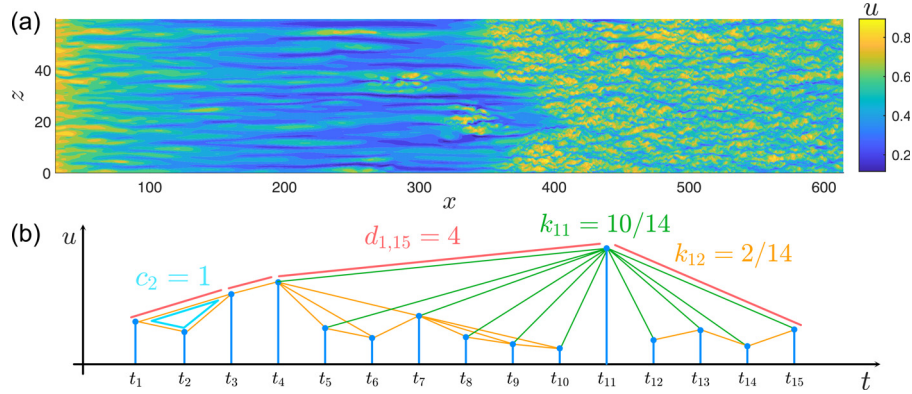 (a)
u
z
40
20
0
100
200
300
400
500
600
x
0.8
0.6
0.4
0.2
(b)
u
c₂ = 1
d₁,₁₅ = 4
k₁₁ = 10/14
k₁₂ = 2/14
t₁ t₂ t₃ t₄ t₅ t₆ t₇ t₈ t₉ t₁₀ t₁₁ t₁₂ t₁₃ t₁₄ t₁₅
t